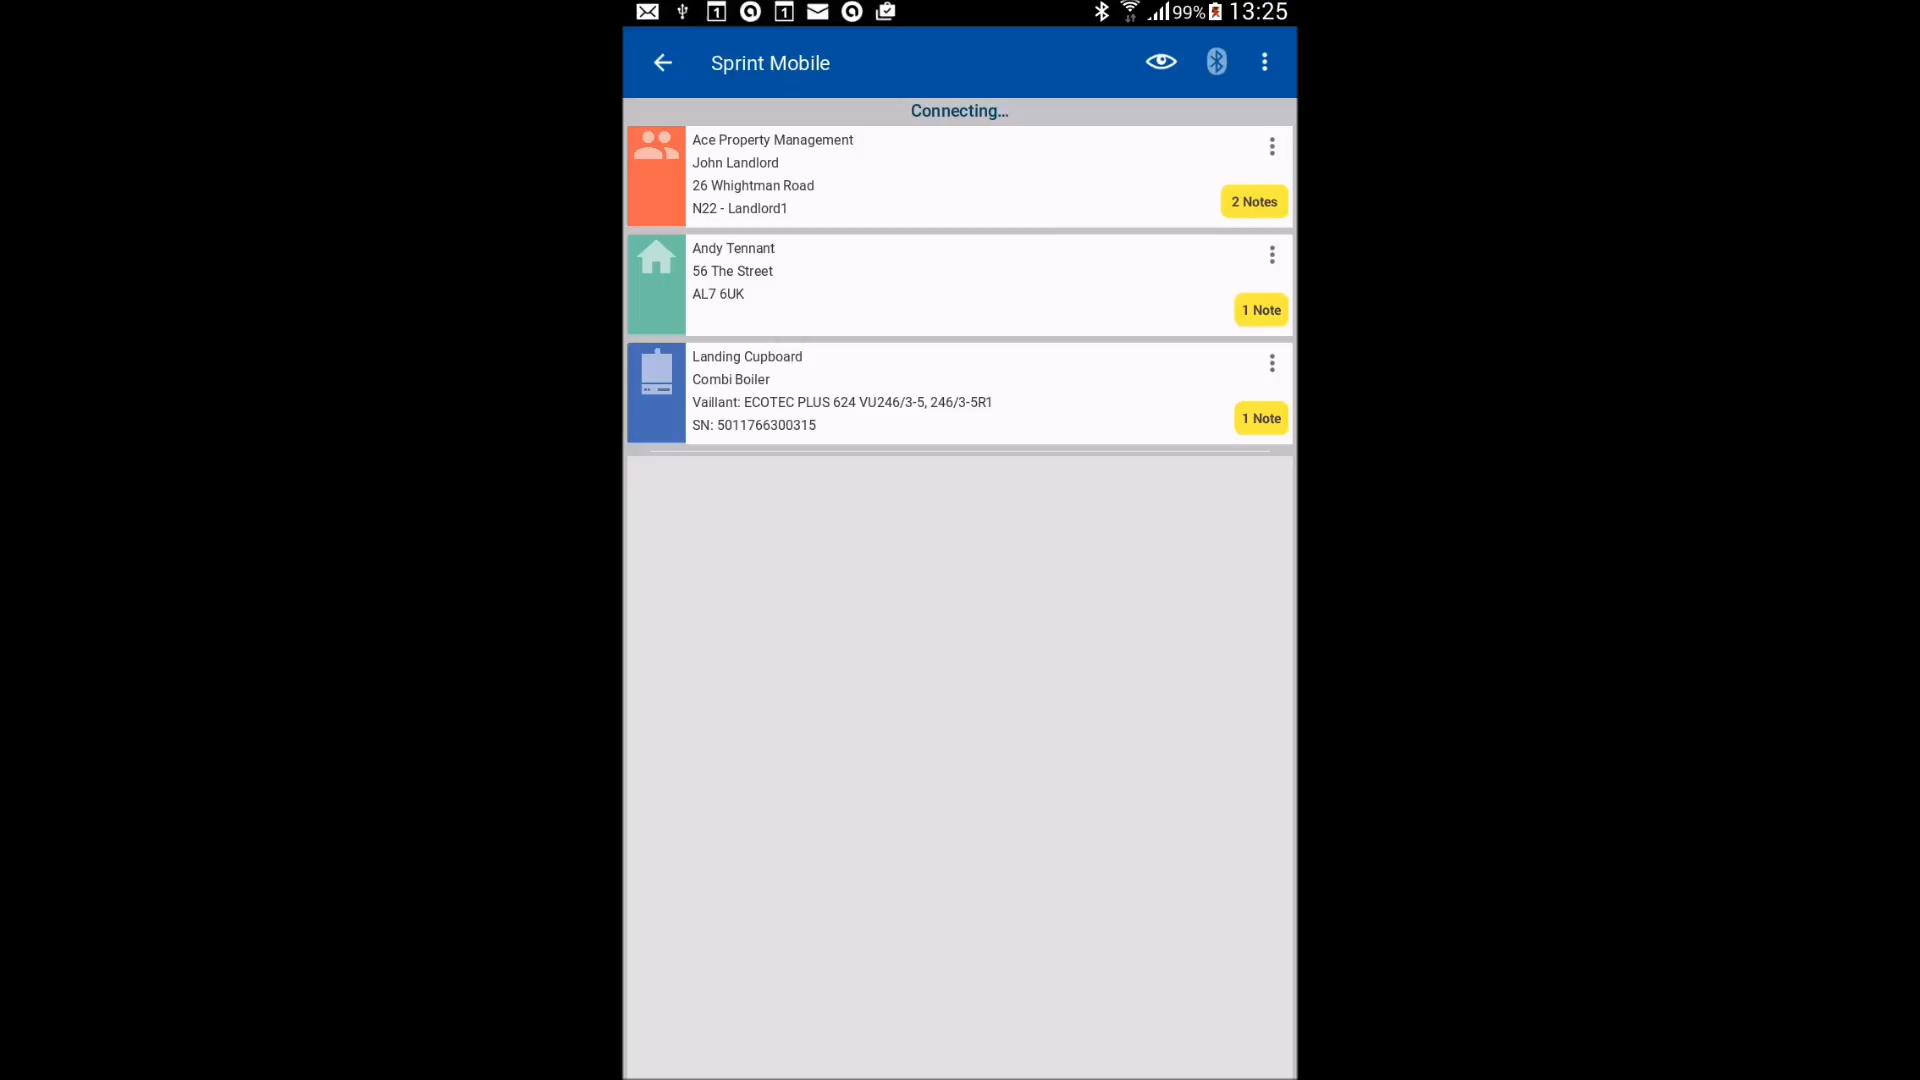 1
1
99%
13:25
Sprint Mobile
Connecting...
Ace Property Management
John Landlord
26 Whightman Road
N22 - Landlord1
2 Notes
Andy Tennant
56 The Street
AL7 6UK
1 Note
Landing Cupboard
Combi Boiler
Vaillant: ECOTEC PLUS 624 VU246/3-5, 246/3-5R1
SN: 5011766300315
1 Note